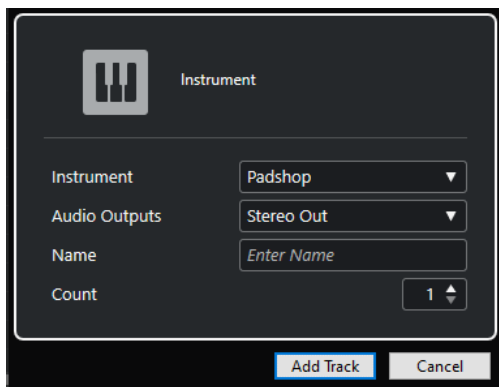 Instrument
Instrument Padshop
Audio Outputs Stereo Out
Name Enter Name
Count 1
Add Track Cancel